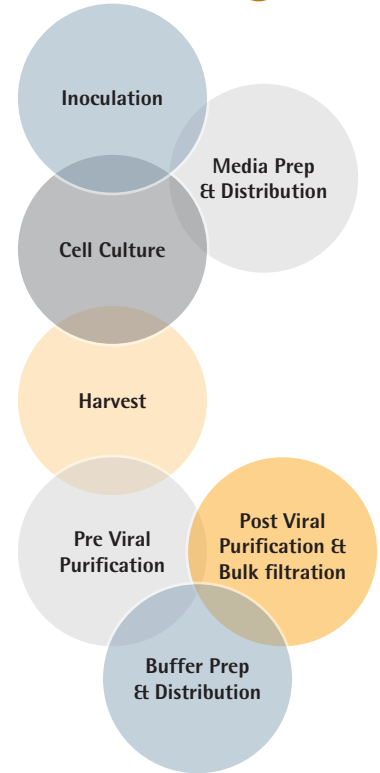 Inoculation
Media Prep
& Distribution
Cell Culture
Harvest
Pre Viral
Purification
Post Viral
Purification &
Bulk filtration
Buffer Prep
& Distribution